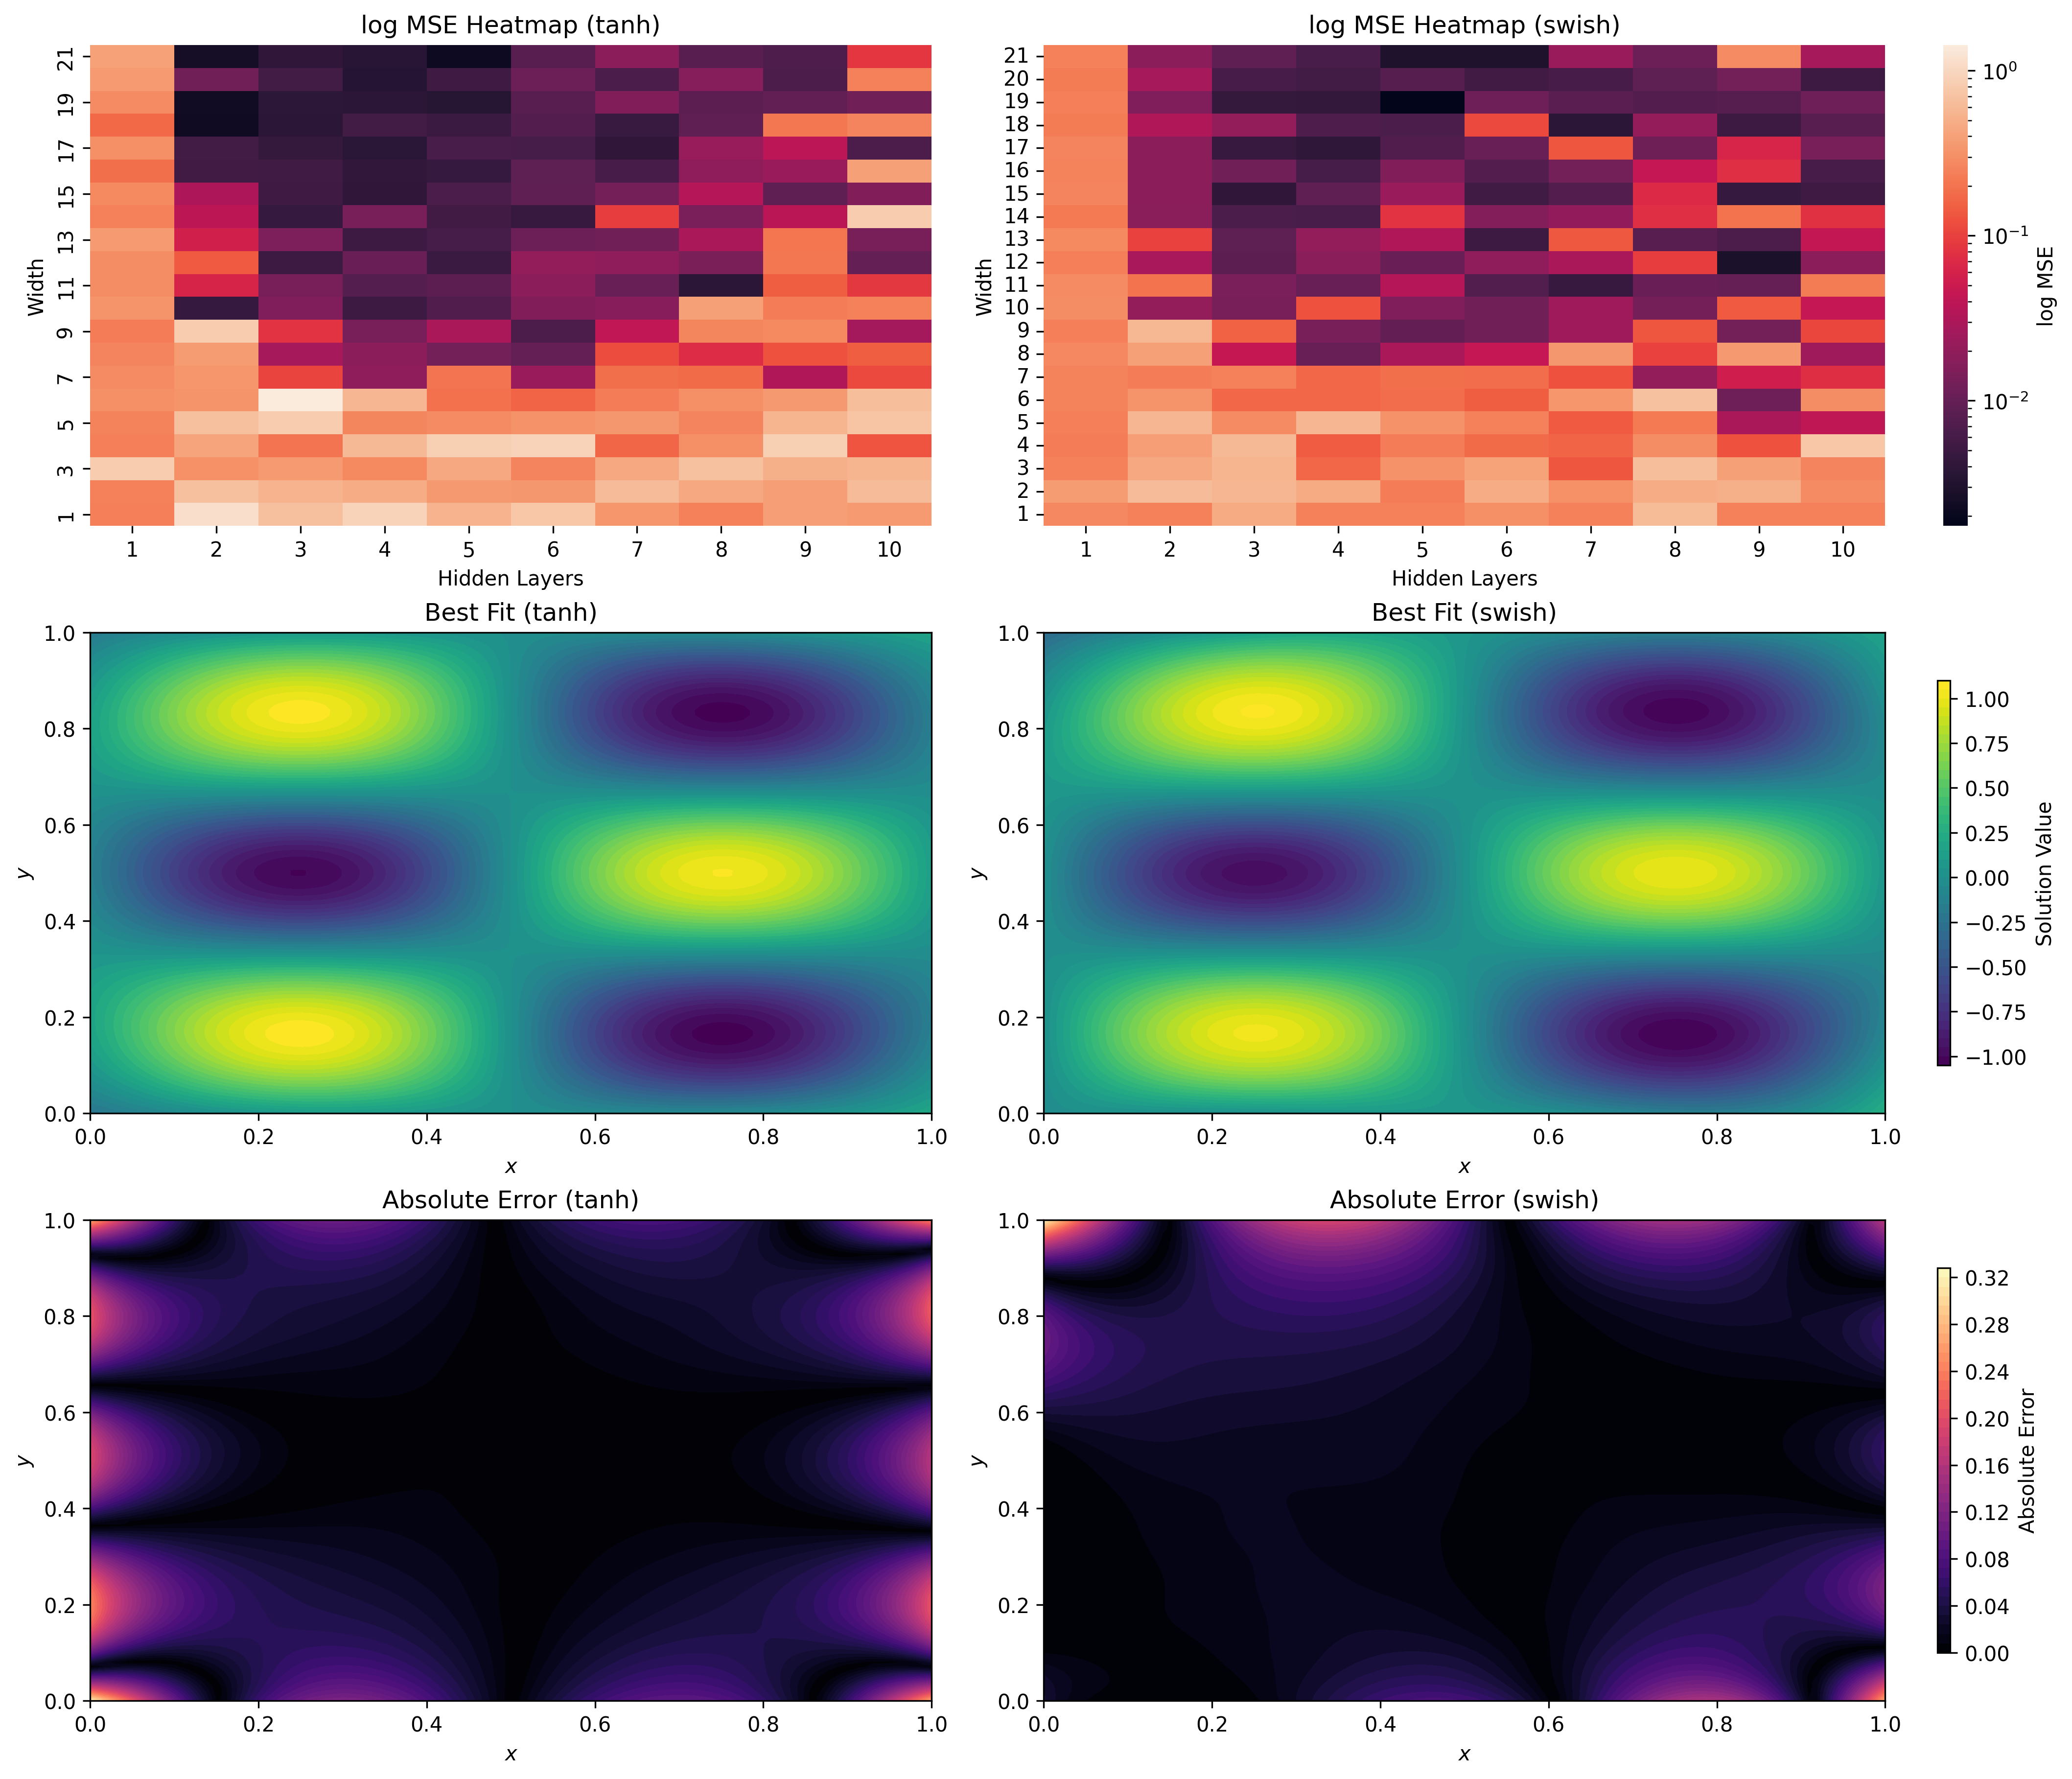 log MSE Heatmap (tanh)
21
19
17
15
13
11
9
7
5
3
1
Width
1 2 3 4 5 6 7 8 9 10
Hidden Layers
log MSE Heatmap (swish)
21
20
19
18
17
16
15
14
13
12
11
10
9
8
7
6
5
4
3
2
1
Width
1 2 3 4 5 6 7 8 9 10
Hidden Layers
10⁰
10⁻¹
10⁻²
log MSE
Best Fit (tanh)
1.0
0.8
0.6
0.4
0.2
0.0
y
0.0 0.2 0.4 0.6 0.8 1.0
x
Best Fit (swish)
1.0
0.8
0.6
0.4
0.2
0.0
y
0.0 0.2 0.4 0.6 0.8 1.0
x
1.00
0.75
0.50
0.25
0.00
−0.25
−0.50
−0.75
−1.00
Solution Value
Absolute Error (tanh)
1.0
0.8
0.6
0.4
0.2
0.0
y
0.0 0.2 0.4 0.6 0.8 1.0
x
Absolute Error (swish)
1.0
0.8
0.6
0.4
0.2
0.0
y
0.0 0.2 0.4 0.6 0.8 1.0
x
0.32
0.28
0.24
0.20
0.16
0.12
0.08
0.04
0.00
Absolute Error